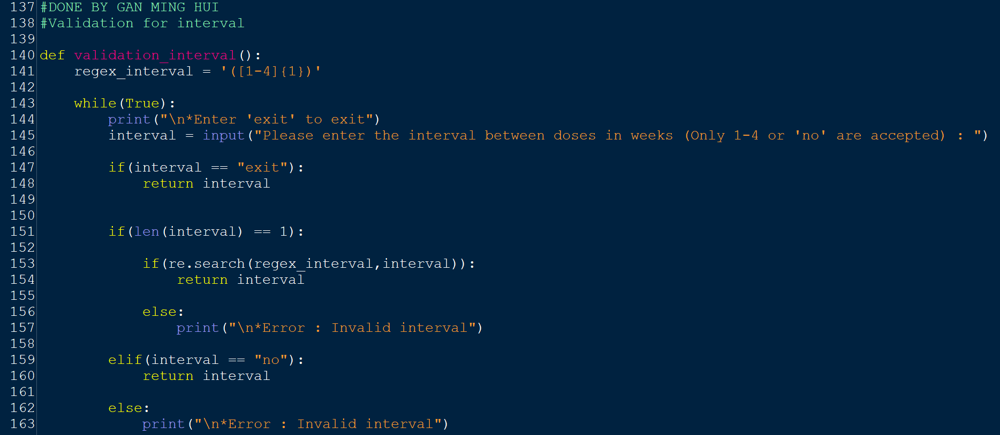 137 #DONE BY GAN MING HUI
138 #Validation for interval
139
140 def validation_interval():
141     regex_interval = '([1-4]{1})'
142
143     while(True):
144         print("\n*Enter 'exit' to exit")
145         interval = input("Please enter the interval between doses in weeks (Only 1-4 or 'no' are accepted) : ")
146
147         if(interval == "exit"):
148             return interval
149
150
151         if(len(interval) == 1):
152
153             if(re.search(regex_interval,interval)):
154                 return interval
155
156             else:
157                 print("\n*Error : Invalid interval")
158
159         elif(interval == "no"):
160             return interval
161
162         else:
163             print("\n*Error : Invalid interval")